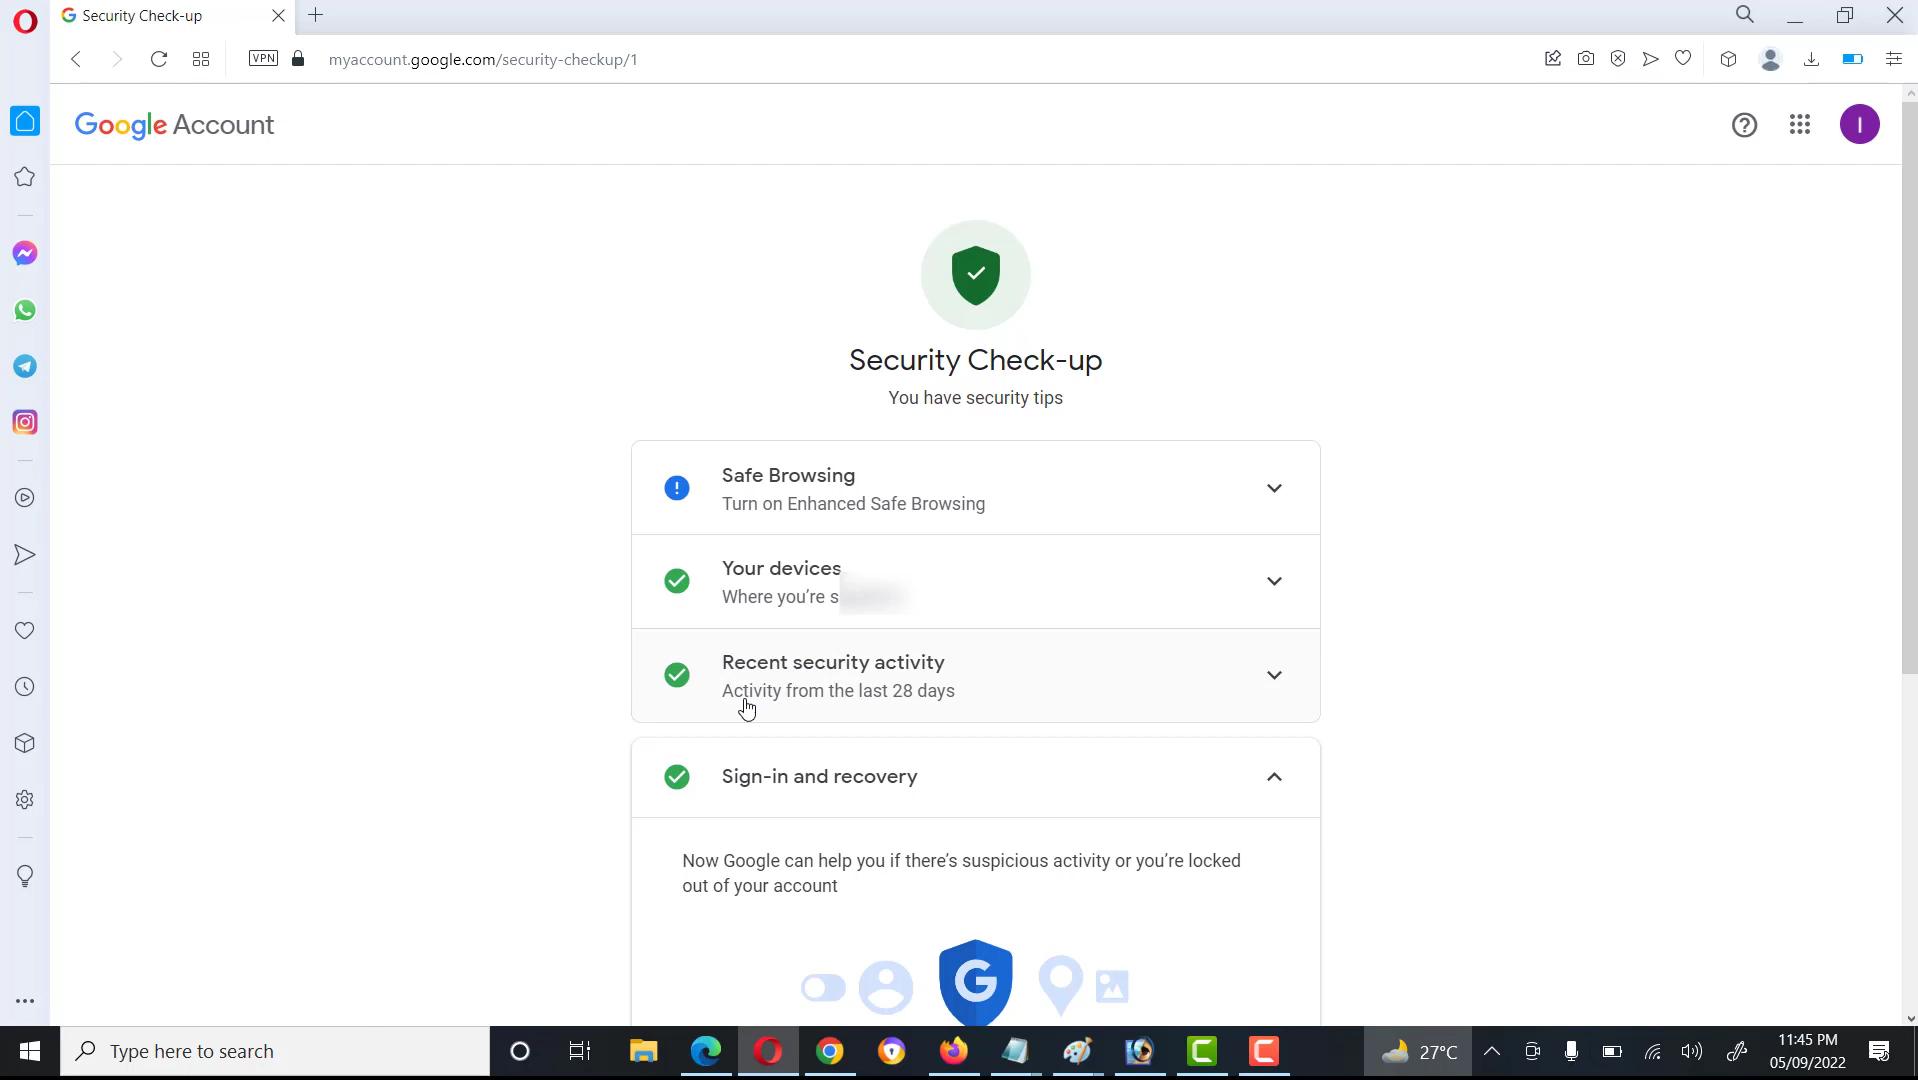 Security Check-up
VPN
myaccount.google.com/security-checkup/1
Google Account
I
Security Check-up
You have security tips
Safe Browsing
Turn on Enhanced Safe Browsing
Your devices
Where you're s
Recent security activity
Activity from the last 28 days
Sign-in and recovery
Now Google can help you if there's suspicious activity or you're locked
out of your account
G
Type here to search
27°C
11:45 PM
05/09/2022